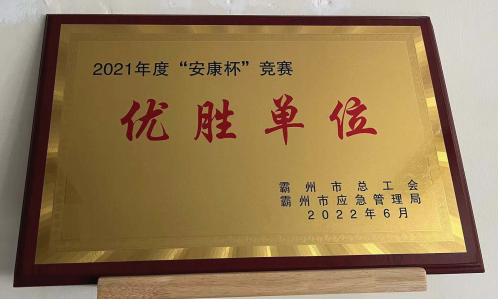 2021年度“安康杯”竞赛
优胜单位
霸州市总工会
霸州市应急管理局
2022年6月